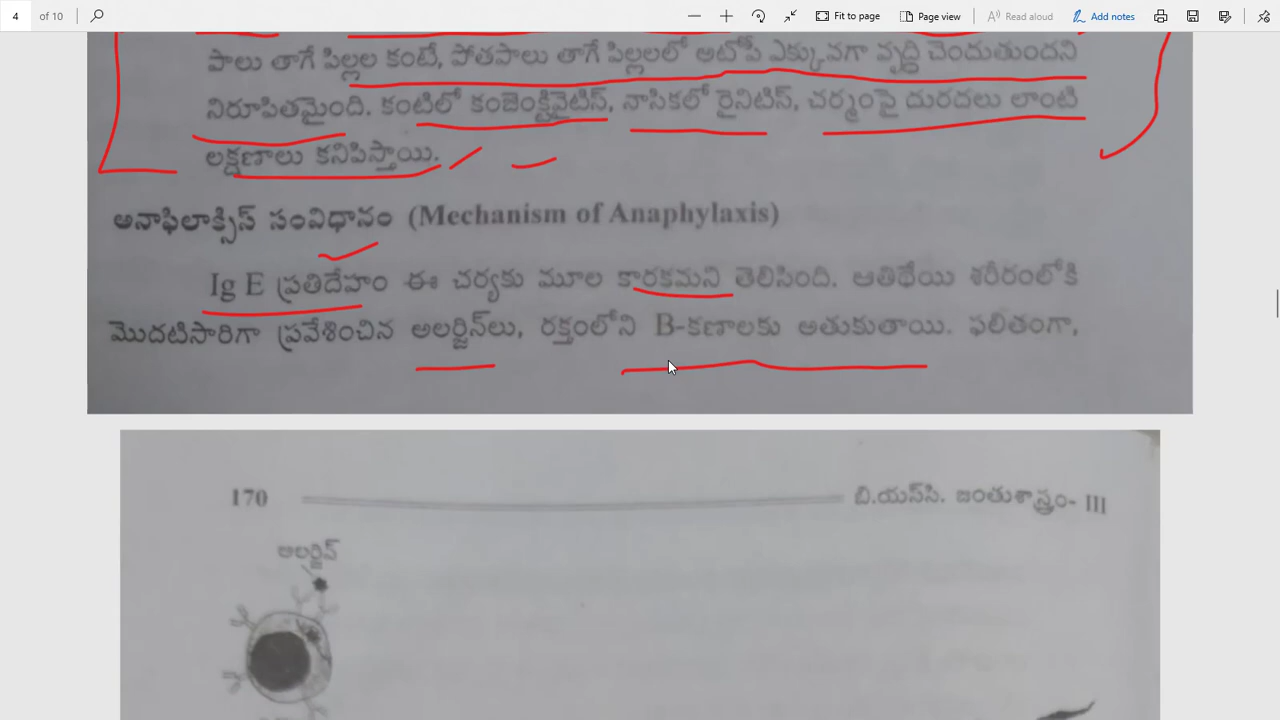 4 of 10 Fit to page Page view Read aloud Add notes
పాలు తాగే పిల్లల కంటే, పోతపాలు తాగే పిల్లలలో అటోపీ ఎక్కువగా వృద్ధి చెందుతుందని
నిరూపితమైంది. కంటిలో కంజెంక్టివైటిస్, నాసికలో రైనిటిస్, చర్మంపై దురదలు లాంటి
లక్షణాలు కనిపిస్తాయి.
అనాఫిలాక్సిస్ సంవిధానం (Mechanism of Anaphylaxis)
Ig E ప్రతిదేహం ఈ చర్యకు మూల కారకమని తెలిసింది. ఆతిథేయి శరీరంలోకి
మొదటిసారిగా ప్రవేశించిన అలర్జిన్‌లు, రక్తంలోని B-కణాలకు అతుకుతాయి. ఫలితంగా,
170 బి.యస్‌సి. జంతుశాస్త్రం- III
అలర్జిన్